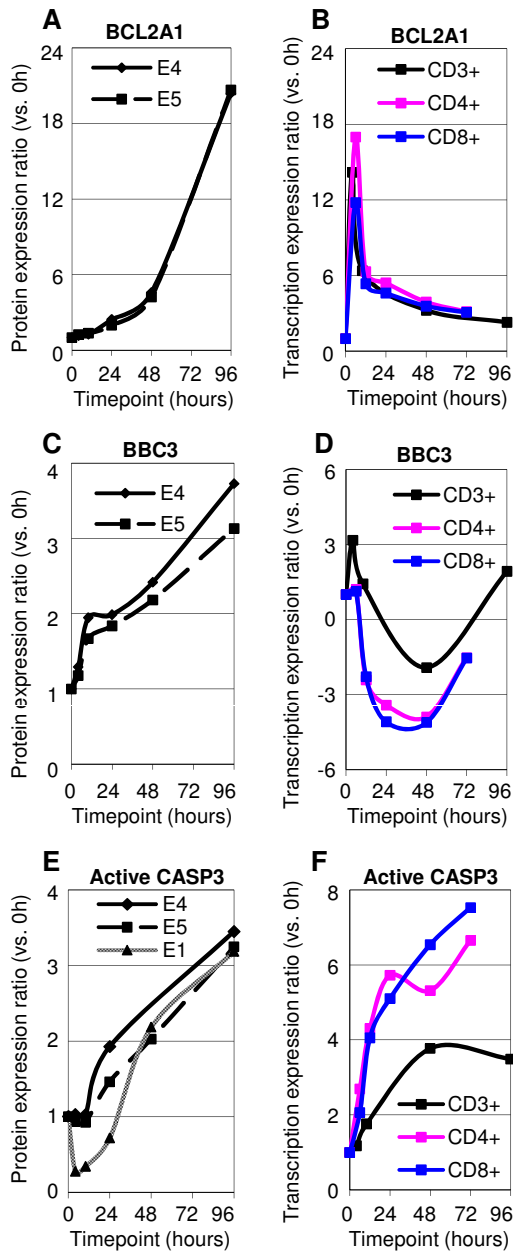 A
BCL2A1
Protein expression ratio (vs. 0h)
24
18
12
6
0
E4
E5
0 24 48 72 96
Timepoint (hours)
B
BCL2A1
Transcription expression ratio (vs. 0h)
24
18
12
6
0
CD3+
CD4+
CD8+
0 24 48 72 96
Timepoint (hours)
C
BBC3
Protein expression ratio (vs. 0h)
4
3
2
1
0
E4
E5
0 24 48 72 96
Timepoint (hours)
D
BBC3
Transcription expression ratio (vs. 0h)
6
3
0
-3
-6
CD3+
CD4+
CD8+
0 24 48 72 96
Timepoint (hours)
E
Active CASP3
Protein expression ratio (vs. 0h)
4
3
2
1
0
E4
E5
E1
0 24 48 72 96
Timepoint (hours)
F
Active CASP3
Transcription expression ratio (vs. 0h)
8
6
4
2
0
CD3+
CD4+
CD8+
0 24 48 72 96
Timepoint (hours)